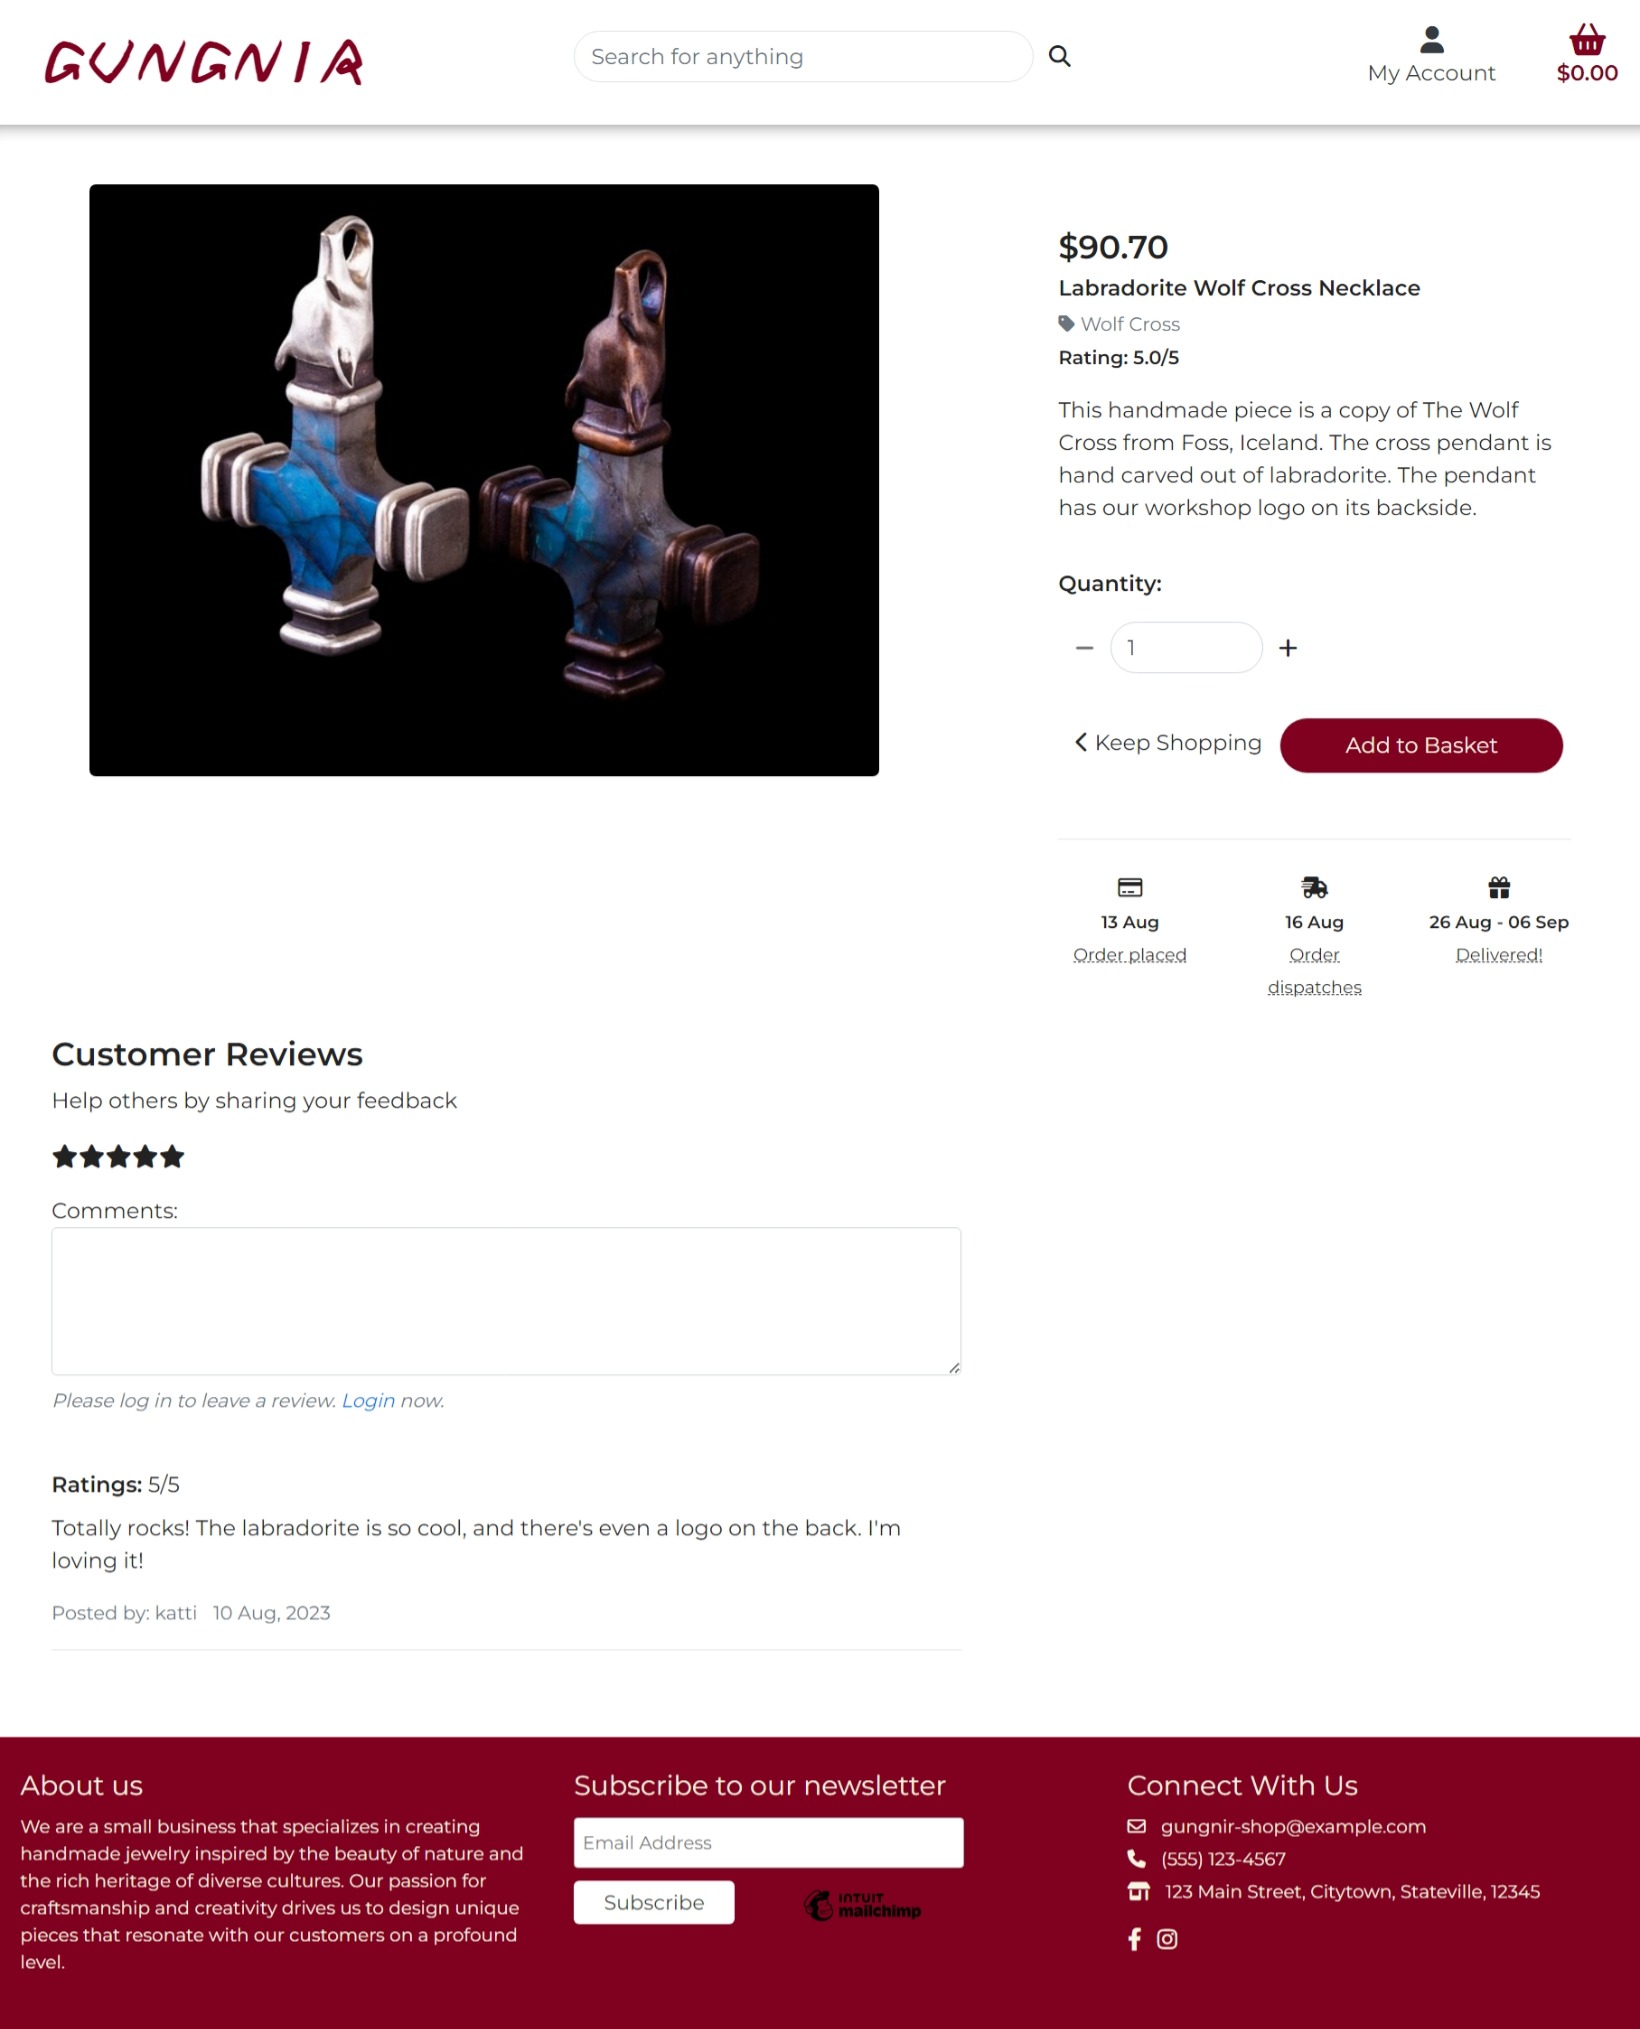 GUNGNIR
Search for anything
My Account
$0.00
$90.70
Labradorite Wolf Cross Necklace
Wolf Cross
Rating: 5.0/5
This handmade piece is a copy of The Wolf
Cross from Foss, Iceland. The cross pendant is
hand carved out of labradorite. The pendant
has our workshop logo on its backside.
Quantity:
1
Keep Shopping
Add to Basket
13 Aug
Order placed
16 Aug
Order
dispatches
26 Aug - 06 Sep
Delivered!
Customer Reviews
Help others by sharing your feedback
Comments:
Please log in to leave a review. Login now.
Ratings: 5/5
Totally rocks! The labradorite is so cool, and there's even a logo on the back. I'm
loving it!
Posted by: katti 10 Aug, 2023
About us
We are a small business that specializes in creating
handmade jewelry inspired by the beauty of nature and
the rich heritage of diverse cultures. Our passion for
craftsmanship and creativity drives us to design unique
pieces that resonate with our customers on a profound
level.
Subscribe to our newsletter
Email Address
Subscribe
INTUIT
mailchimp
Connect With Us
gungnir-shop@example.com
(555) 123-4567
123 Main Street, Citytown, Stateville, 12345